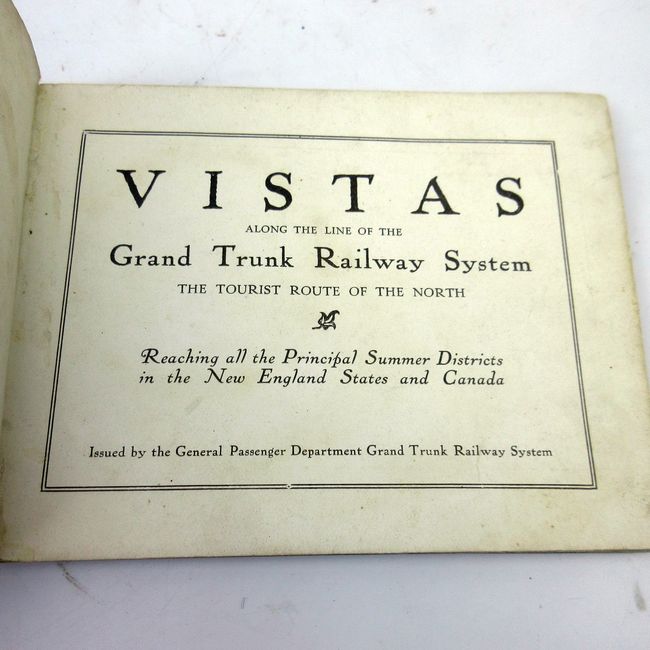 VISTAS
ALONG THE LINE OF THE
Grand Trunk Railway System
THE TOURIST ROUTE OF THE NORTH
Reaching all the Principal Summer Districts
in the New England States and Canada
Issued by the General Passenger Department Grand Trunk Railway System